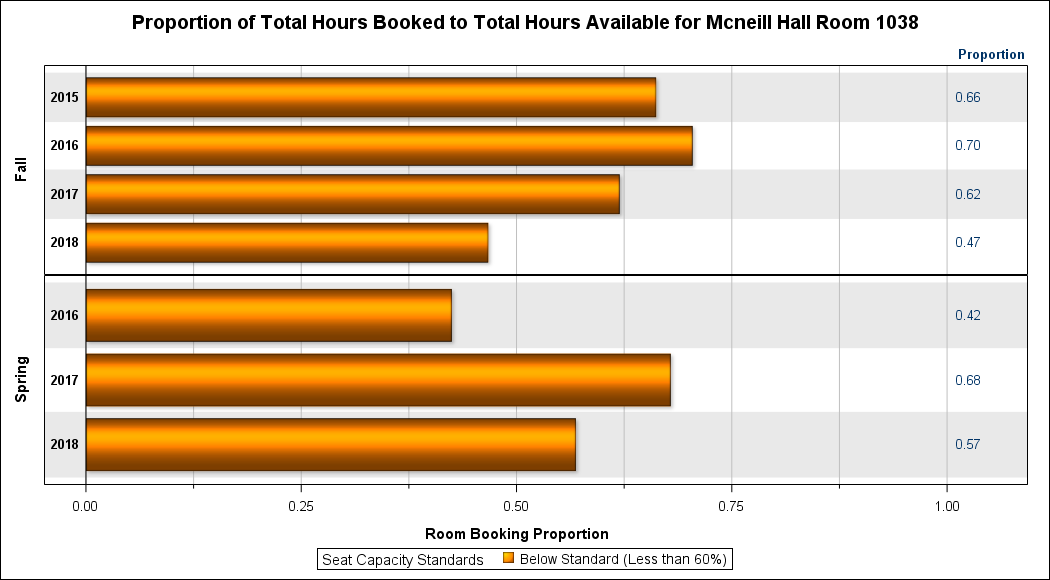 Proportion of Total Hours Booked to Total Hours Available for Mcneill Hall Room 1038
Proportion
Fall
2015 0.66
2016 0.70
2017 0.62
2018 0.47
Spring
2016 0.42
2017 0.68
2018 0.57
0.00 0.25 0.50 0.75 1.00
Room Booking Proportion
Seat Capacity Standards Below Standard (Less than 60%)